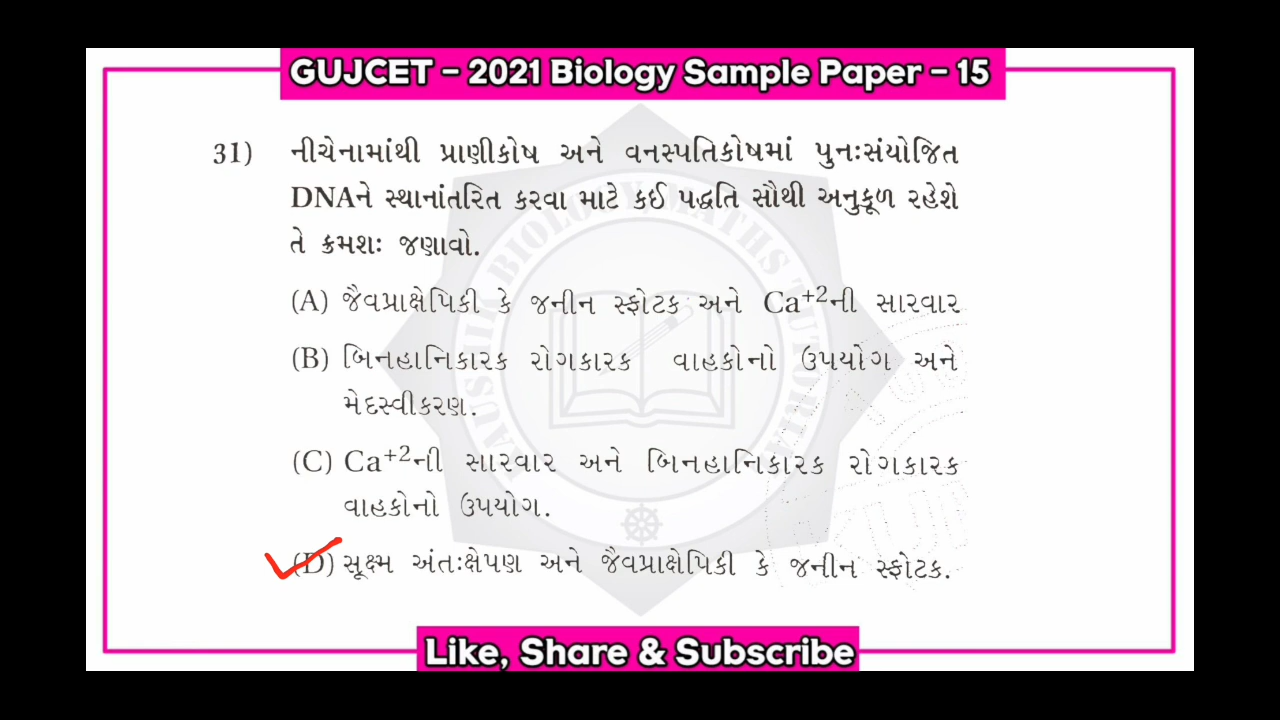 GUJCET – 2021 Biology Sample Paper – 15
31) નીચેનામાંથી પ્રાણીકોષ અને વનસ્પતિકોષમાં પુનઃસંયોજિત
DNAને સ્થાનાંતરિત કરવા માટે કઈ પદ્ધતિ સૌથી અનુકૂળ રહેશે
તે ક્રમશઃ જણાવો.
(A) જૈવપ્રાક્ષેપિકી કે જનીન સ્ફોટક અને Ca+2ની સારવાર
(B) બિનહાનિકારક રોગકારક વાહકોનો ઉપયોગ અને
મેદસ્વીકરણ.
(C) Ca+2ની સારવાર અને બિનહાનિકારક રોગકારક
વાહકોનો ઉપયોગ.
(D) સૂક્ષ્મ અંતઃક્ષેપણ અને જૈવપ્રાક્ષેપિકી કે જનીન સ્ફોટક.
Like, Share & Subscribe